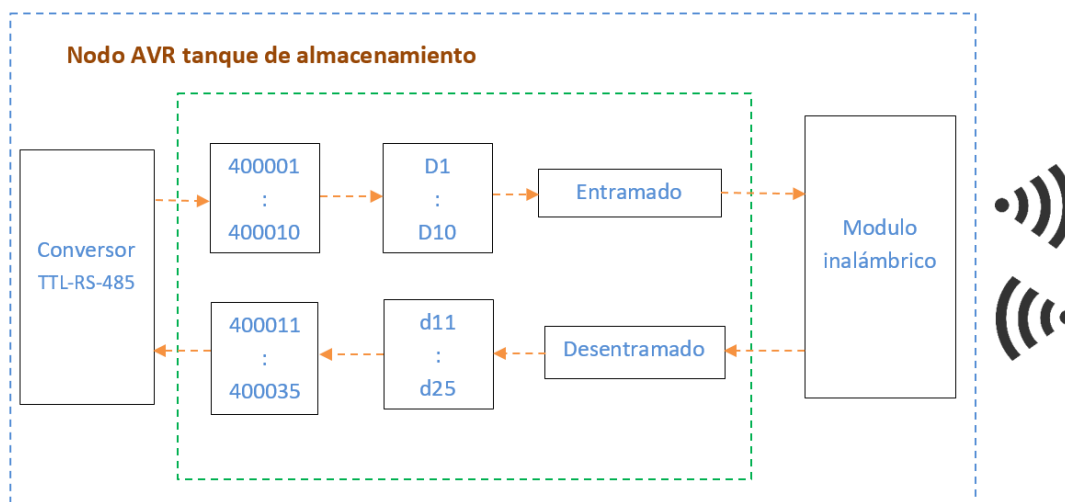 Nodo AVR tanque de almacenamiento
Conversor
TTL-RS-485
400001
:
400010
D1
:
D10
Entramado
Modulo
inalámbrico
400011
:
400035
d11
:
d25
Desentramado